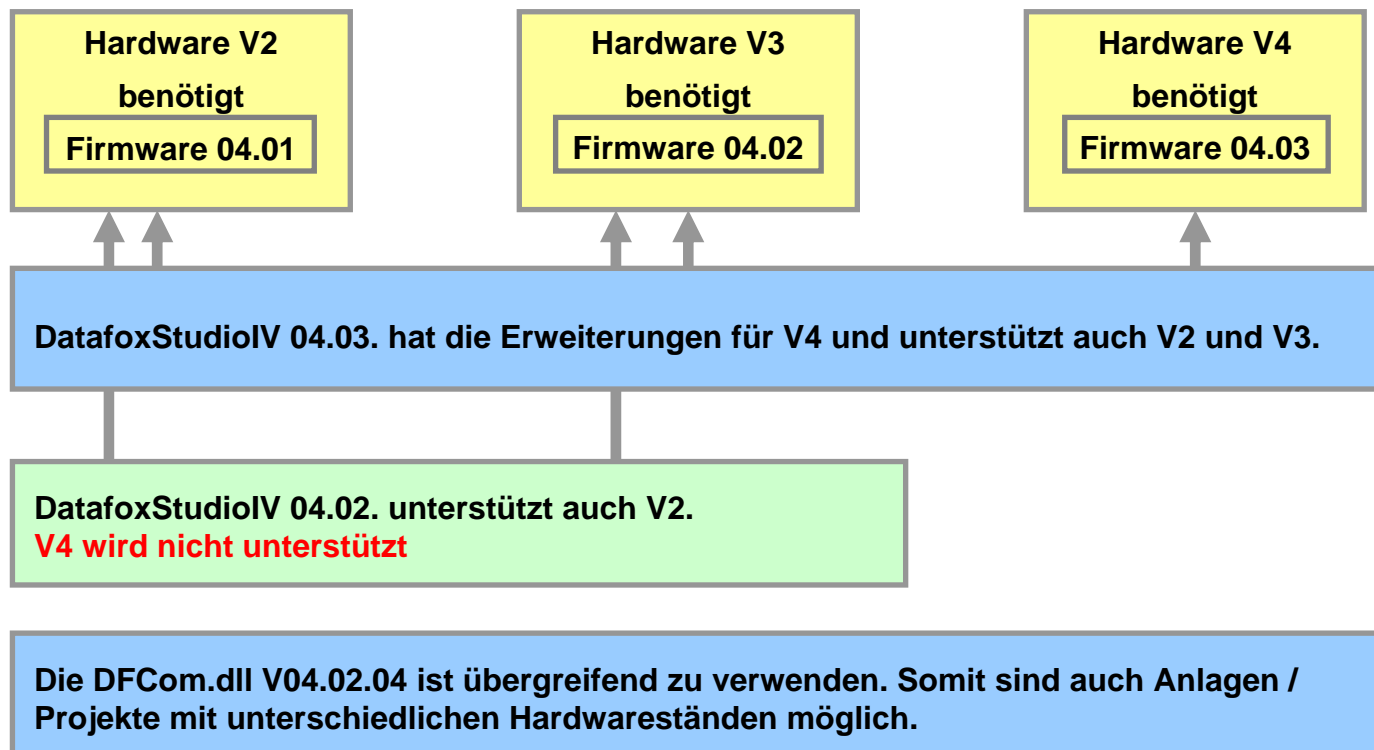 Hardware V2
benötigt
Firmware 04.01
Hardware V3
benötigt
Firmware 04.02
Hardware V4
benötigt
Firmware 04.03
DatafoxStudioIV 04.03. hat die Erweiterungen für V4 und unterstützt auch V2 und V3.
DatafoxStudioIV 04.02. unterstützt auch V2.
V4 wird nicht unterstützt
Die DFCom.dll V04.02.04 ist übergreifend zu verwenden. Somit sind auch Anlagen /
Projekte mit unterschiedlichen Hardwareständen möglich.